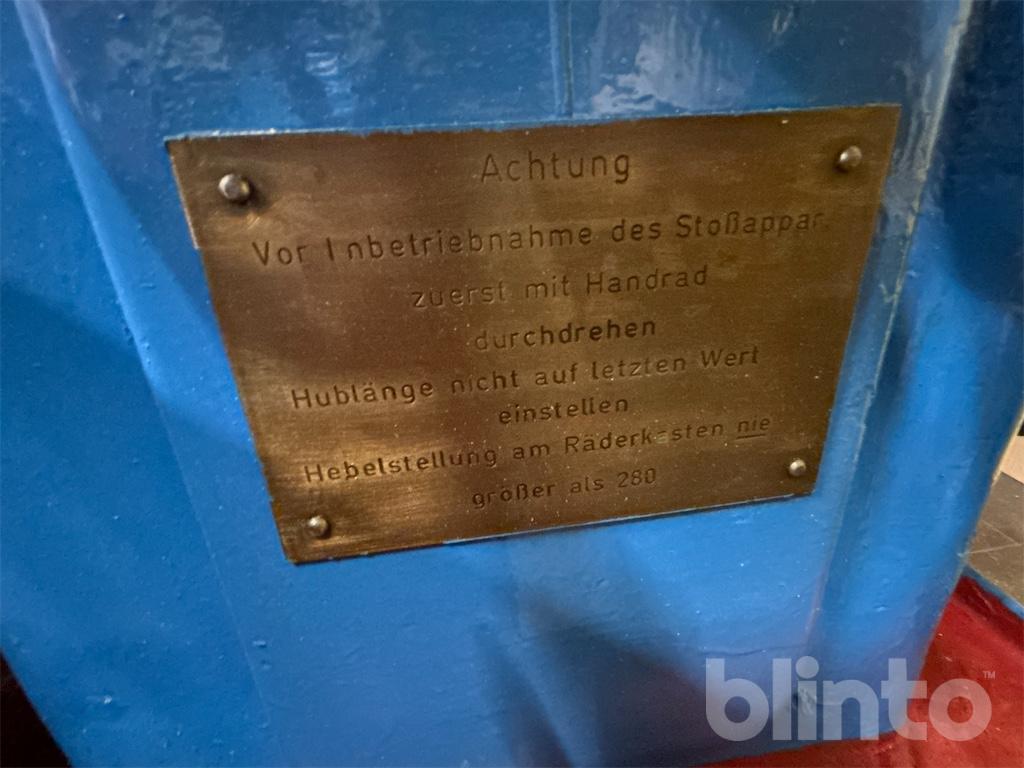 Achtung
Vor Inbetriebnahme des Stoßappar.
zuerst mit Handrad
durchdrehen
Hublänge nicht auf letzten Wert
einstellen
Hebelstellung am Räderkasten nie
größer als 280
blinto™